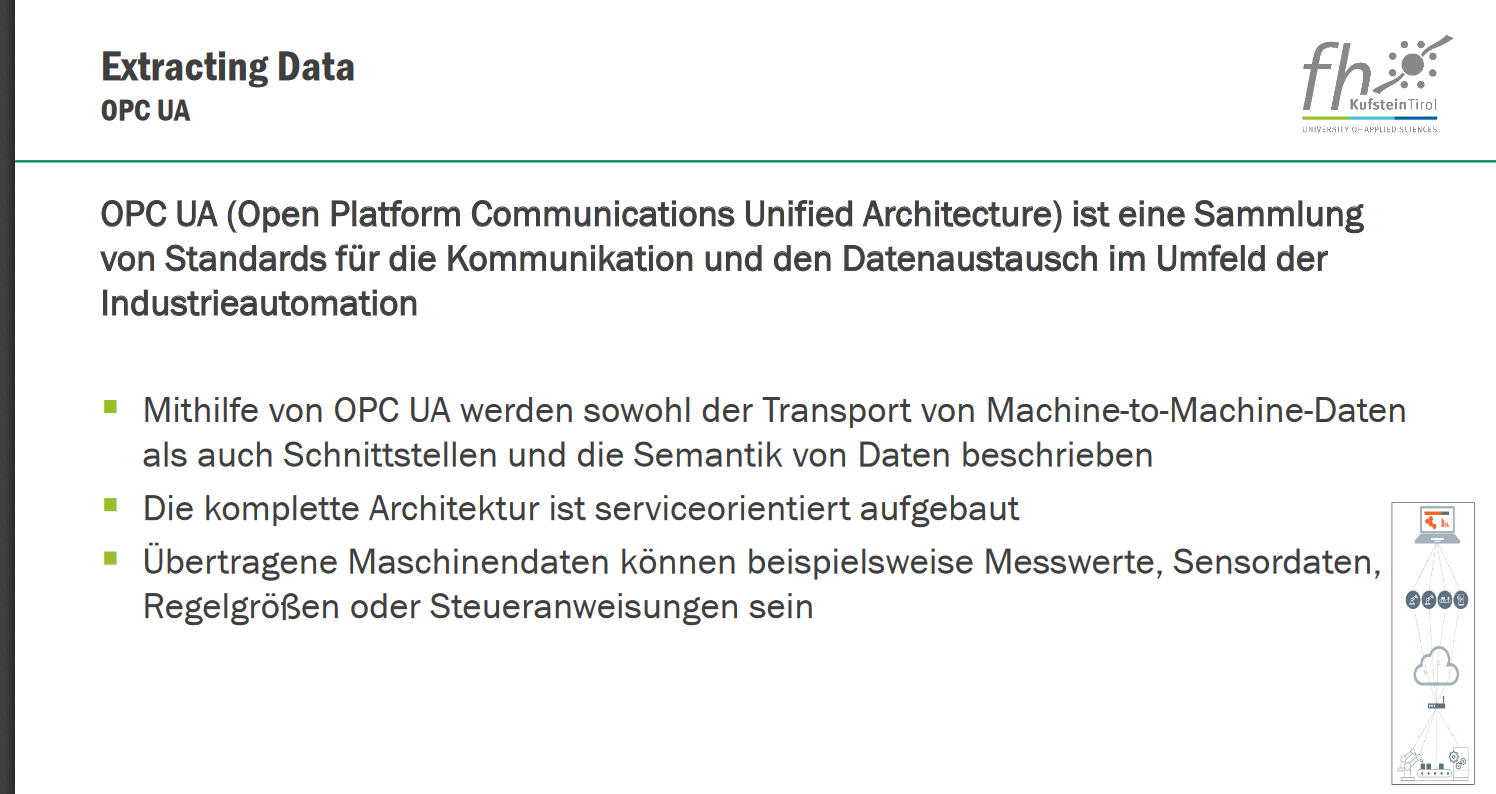 Extracting Data
OPC UA
fh
KufsteinTirol
UNIVERSITY OF APPLIED SCIENCES
OPC UA (Open Platform Communications Unified Architecture) ist eine Sammlung
von Standards für die Kommunikation und den Datenaustausch im Umfeld der
Industrieautomation
Mithilfe von OPC UA werden sowohl der Transport von Machine-to-Machine-Daten
als auch Schnittstellen und die Semantik von Daten beschrieben
Die komplette Architektur ist serviceorientiert aufgebaut
Übertragene Maschinendaten können beispielsweise Messwerte, Sensordaten,
Regelgrößen oder Steueranweisungen sein